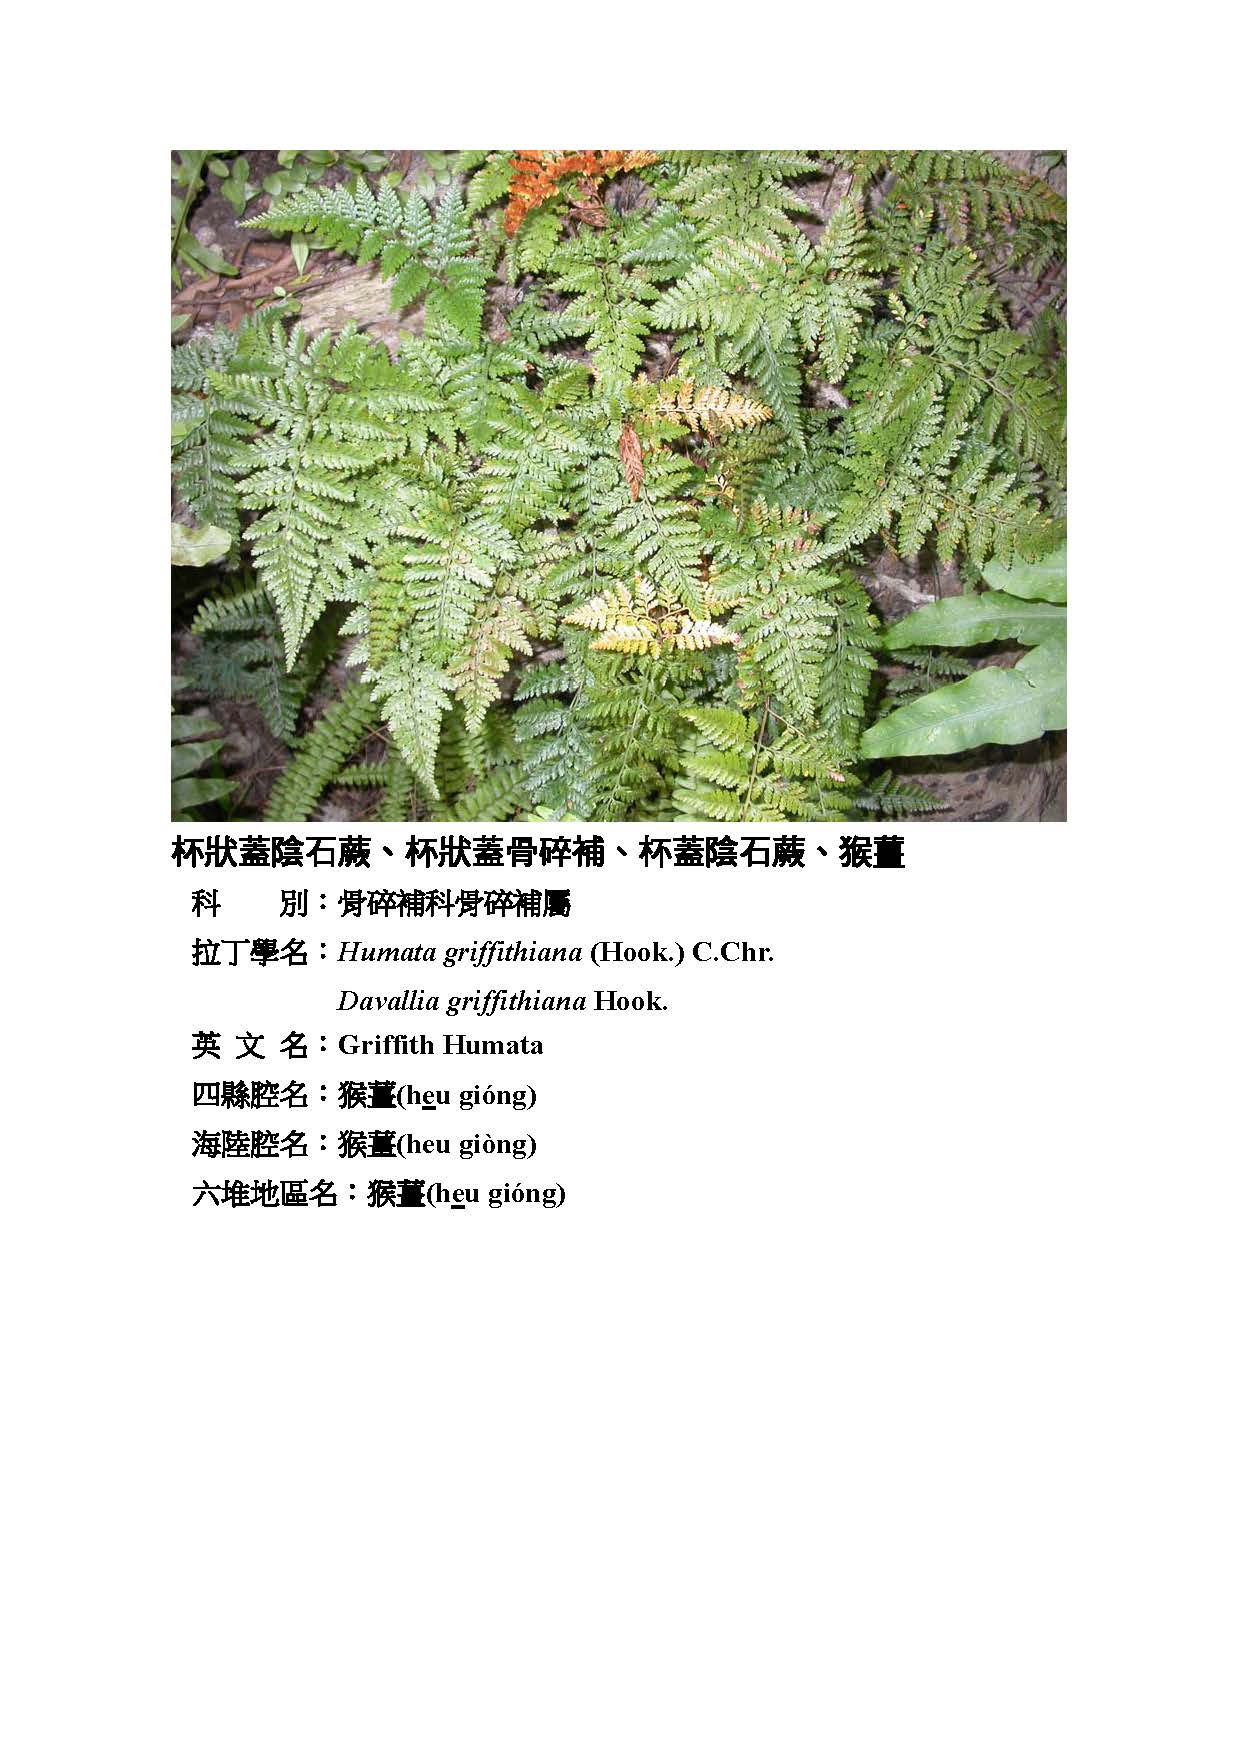 杯狀蓋陰石蕨、杯狀蓋骨碎補、杯蓋陰石蕨、猴薑
科　　別：骨碎補科骨碎補屬
拉丁學名：Humata griffithiana (Hook.) C.Chr.
Davallia griffithiana Hook.
英 文 名：Griffith Humata
四縣腔名：猴薑(heu gióng)
海陸腔名：猴薑(heu giòng)
六堆地區名：猴薑(heu gióng)